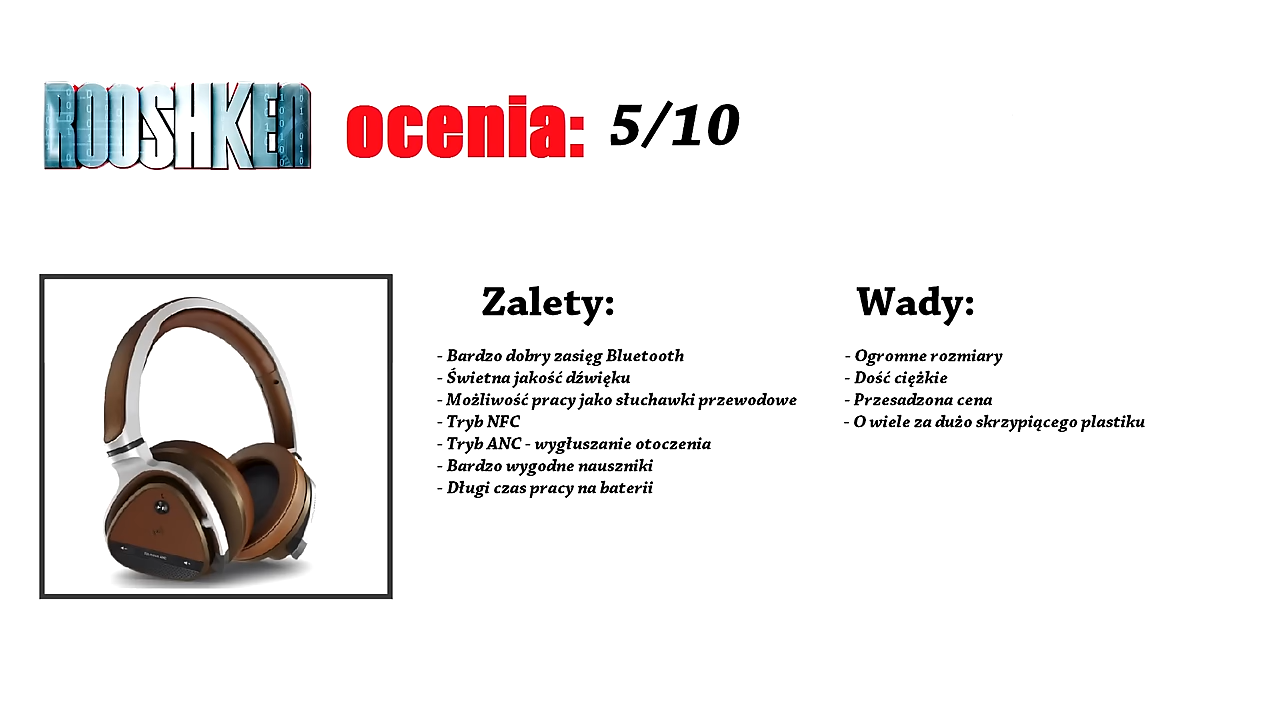 ROOSHKEN ocenia: 5/10
Zalety:
- Bardzo dobry zasięg Bluetooth
- Świetna jakość dźwięku
- Możliwość pracy jako słuchawki przewodowe
- Tryb NFC
- Tryb ANC - wygłuszanie otoczenia
- Bardzo wygodne nauszniki
- Długi czas pracy na baterii
Wady:
- Ogromne rozmiary
- Dość ciężkie
- Przesadzona cena
- O wiele za dużo skrzypiącego plastiku